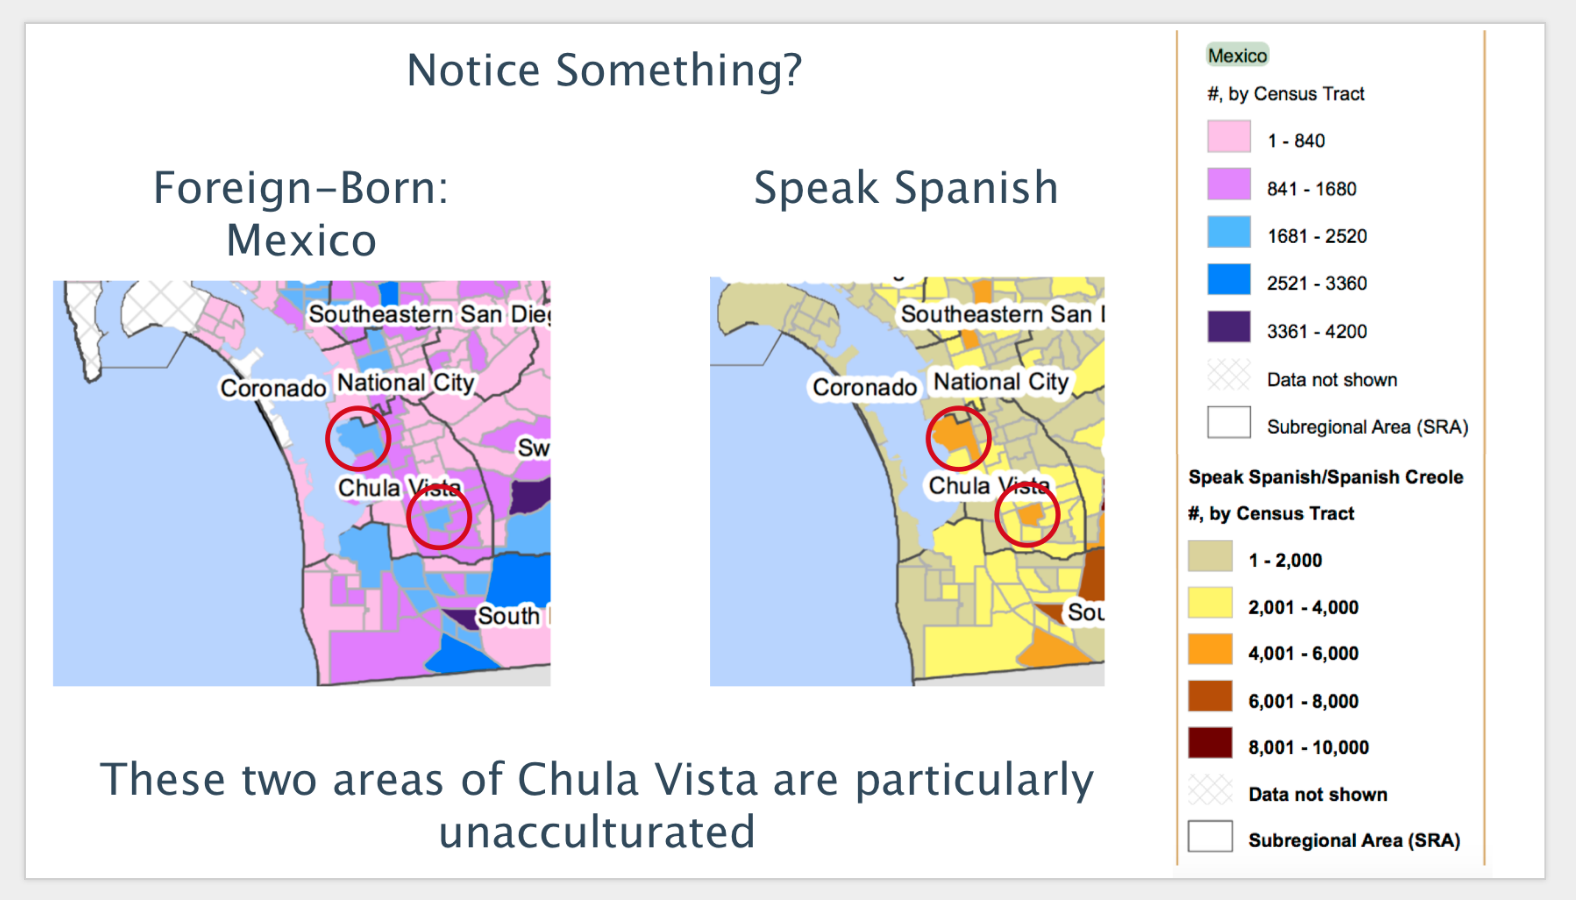 Notice Something?
Foreign-Born:
Mexico
Speak Spanish
Southeastern San Die
Coronado
National City
Sw
Chula Vista
South
Southeastern San
Coronado
National City
Chula Vista
Sou
These two areas of Chula Vista are particularly
unacculturated
Mexico
#, by Census Tract
1 - 840
841 - 1680
1681 - 2520
2521 - 3360
3361 - 4200
Data not shown
Subregional Area (SRA)
Speak Spanish/Spanish Creole
#, by Census Tract
1 - 2,000
2,001 - 4,000
4,001 - 6,000
6,001 - 8,000
8,001 - 10,000
Data not shown
Subregional Area (SRA)